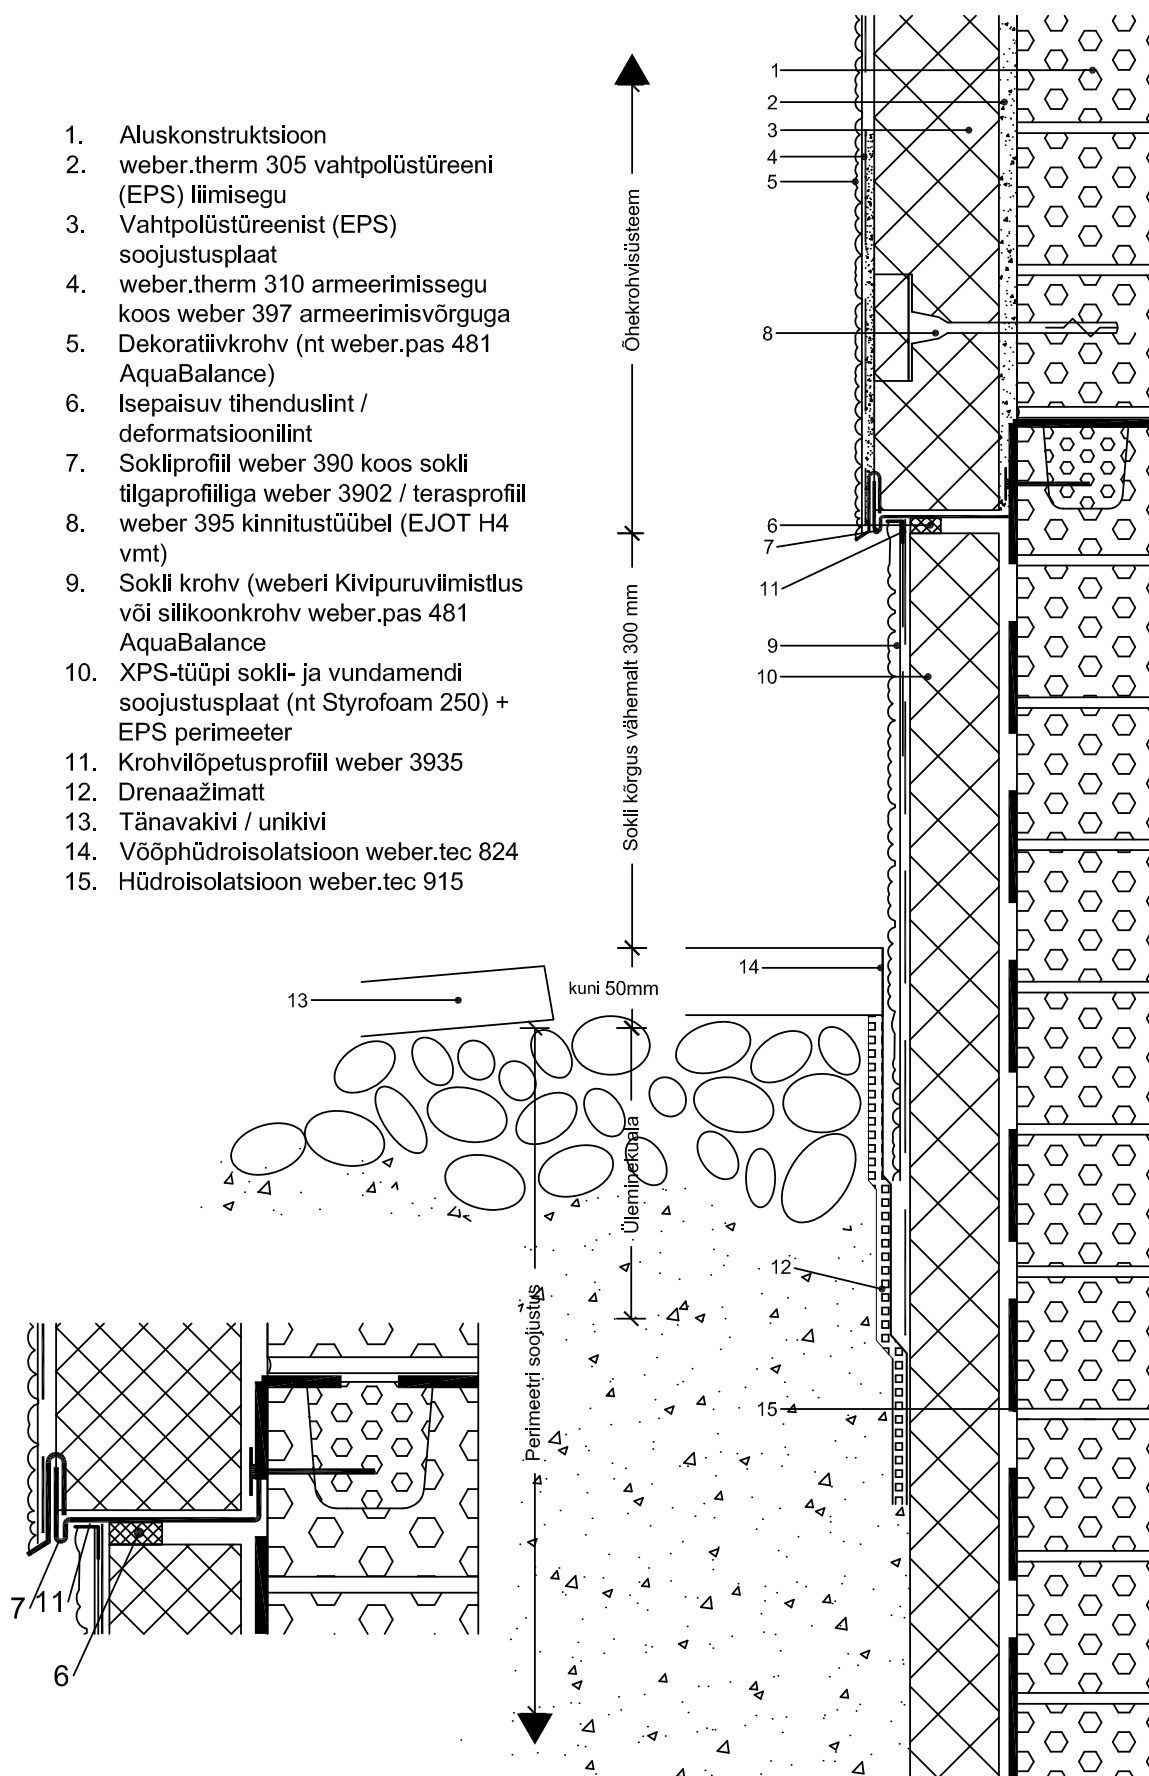 1. Aluskonstruktsioon
2. weber.therm 305 vahtpolüstüreeni
(EPS) liimisegu
3. Vahtpolüstüreenist (EPS)
soojustusplaat
4. weber.therm 310 armeerimissegu
koos weber 397 armeerimisvõrguga
5. Dekoratiivkrohv (nt weber.pas 481
AquaBalance)
6. Isepaisuv tihenduslint /
deformatsioonilint
7. Sokliprofiil weber 390 koos sokli
tilgaprofiiliga weber 3902 / terasprofiil
8. weber 395 kinnitustüübel (EJOT H4
vmt)
9. Sokli krohv (weberi Kivipuruviimistlus
või silikoonkrohv weber.pas 481
AquaBalance
10. XPS-tüüpi sokli- ja vundamendi
soojustusplaat (nt Styrofoam 250) +
EPS perimeeter
11. Krohvilõpetusprofiil weber 3935
12. Drenaažimatt
13. Tänavakivi / unikivi
14. Võõphüdroisolatsioon weber.tec 824
15. Hüdroisolatsioon weber.tec 915
Õhekrohvisüsteem
Sokli kõrgus vähemalt 300 mm
kuni 50mm
Üleminekuala
Perimeetri soojustus
1
2
3
4
5
8
6
7
11
9
10
14
13
12
15
7
11
6